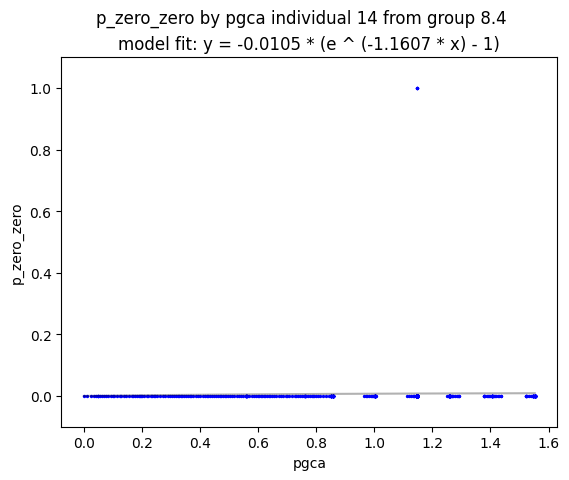 p_zero_zero by pgca individual 14 from group 8.4
model fit: y = -0.0105 * (e ^ (-1.1607 * x) - 1)
1.0
0.8
0.6
0.4
0.2
0.0
p_zero_zero
0.0 0.2 0.4 0.6 0.8 1.0 1.2 1.4 1.6
pgca